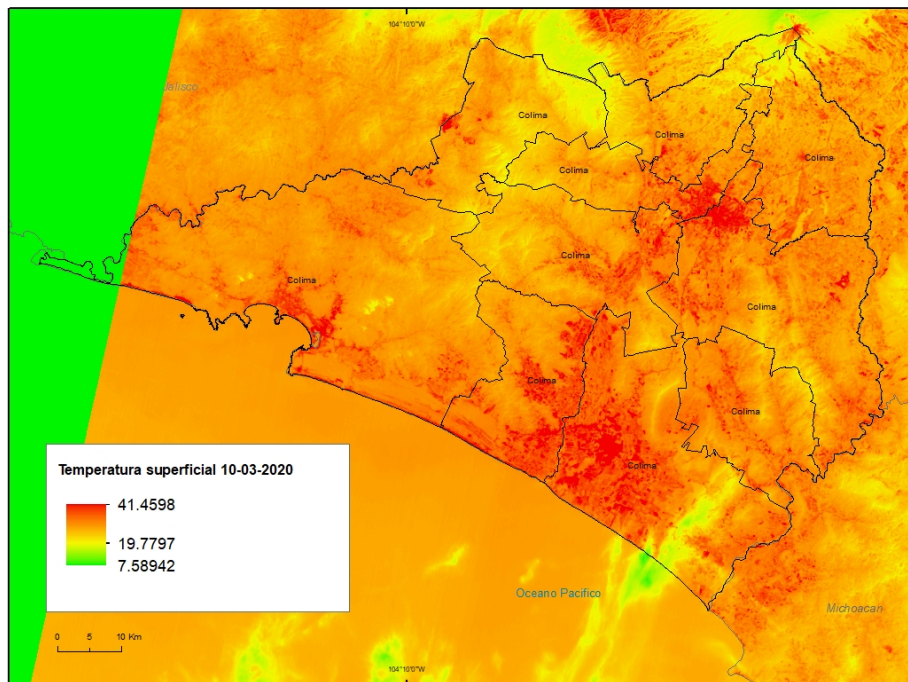 104°10'0"W
Jalisco
Colima
Colima
Colima
Colima
Colima
Colima
Colima
Colima
Colima
Colima
Temperatura superficial 10-03-2020
41.4598
19.7797
7.58942
Oceano Pacifico
Michoacan
0 5 10 Km
104°10'0"W